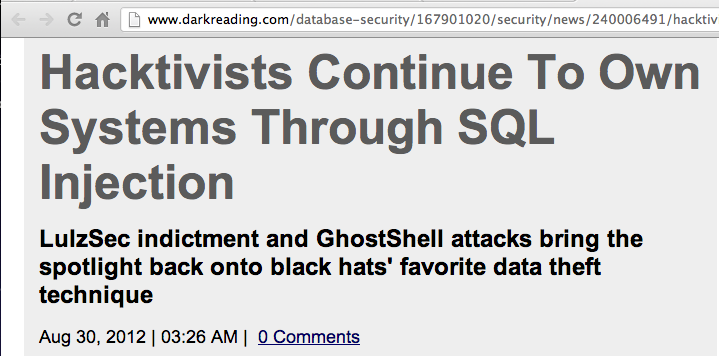 www.darkreading.com/database-security/167901020/security/news/240006491/hacktiv
Hacktivists Continue To Own
Systems Through SQL
Injection
LulzSec indictment and GhostShell attacks bring the
spotlight back onto black hats' favorite data theft
technique
Aug 30, 2012 | 03:26 AM | 0 Comments